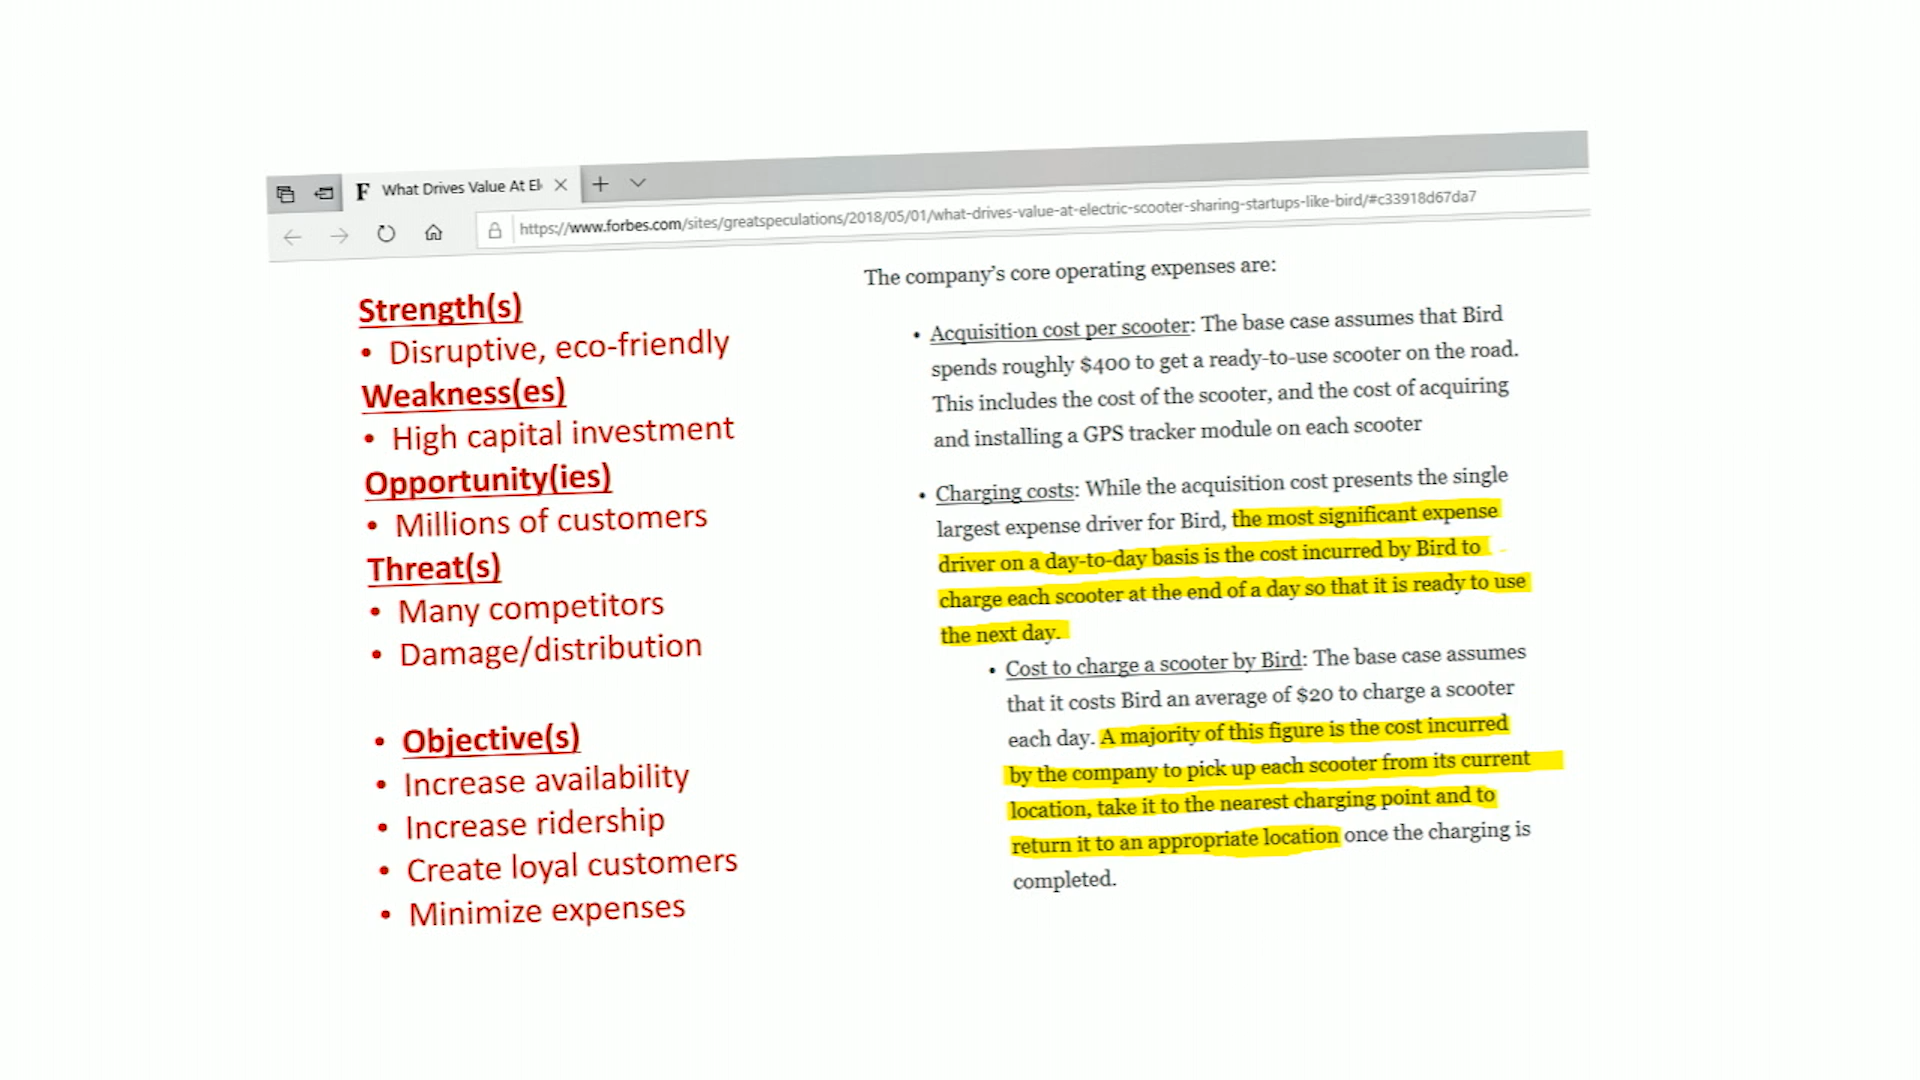 F What Drives Value At El
https://www.forbes.com/sites/greatspeculations/2018/05/01/what-drives-value-at-electric-scooter-sharing-startups-like-bird/#c33918d67da7
Strength(s)
• Disruptive, eco-friendly
Weakness(es)
• High capital investment
Opportunity(ies)
• Millions of customers
Threat(s)
• Many competitors
• Damage/distribution
• Objective(s)
• Increase availability
• Increase ridership
• Create loyal customers
• Minimize expenses
The company's core operating expenses are:
• Acquisition cost per scooter: The base case assumes that Bird
spends roughly $400 to get a ready-to-use scooter on the road.
This includes the cost of the scooter, and the cost of acquiring
and installing a GPS tracker module on each scooter
• Charging costs: While the acquisition cost presents the single
largest expense driver for Bird, the most significant expense
driver on a day-to-day basis is the cost incurred by Bird to
charge each scooter at the end of a day so that it is ready to use
the next day.
• Cost to charge a scooter by Bird: The base case assumes
that it costs Bird an average of $20 to charge a scooter
each day. A majority of this figure is the cost incurred
by the company to pick up each scooter from its current
location, take it to the nearest charging point and to
return it to an appropriate location once the charging is
completed.